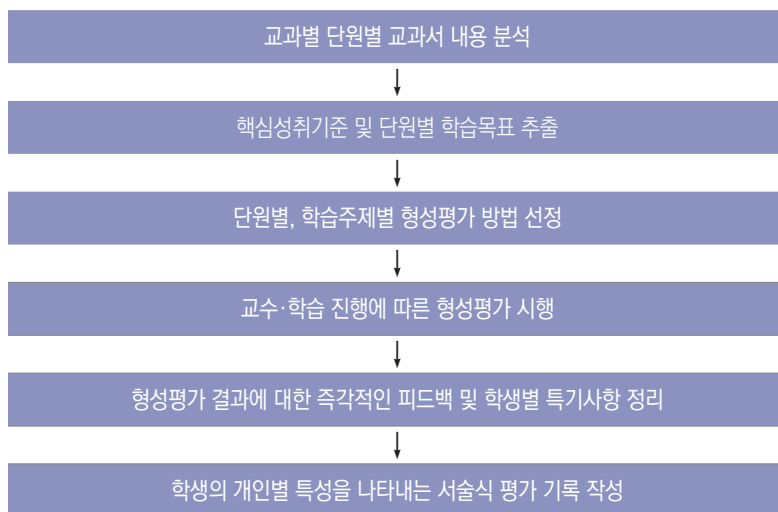 교과별 단원별 교과서 내용 분석
핵심성취기준 및 단원별 학습목표 추출
단원별, 학습주제별 형성평가 방법 선정
교수·학습 진행에 따른 형성평가 시행
형성평가 결과에 대한 즉각적인 피드백 및 학생별 특기사항 정리
학생의 개인별 특성을 나타내는 서술식 평가 기록 작성